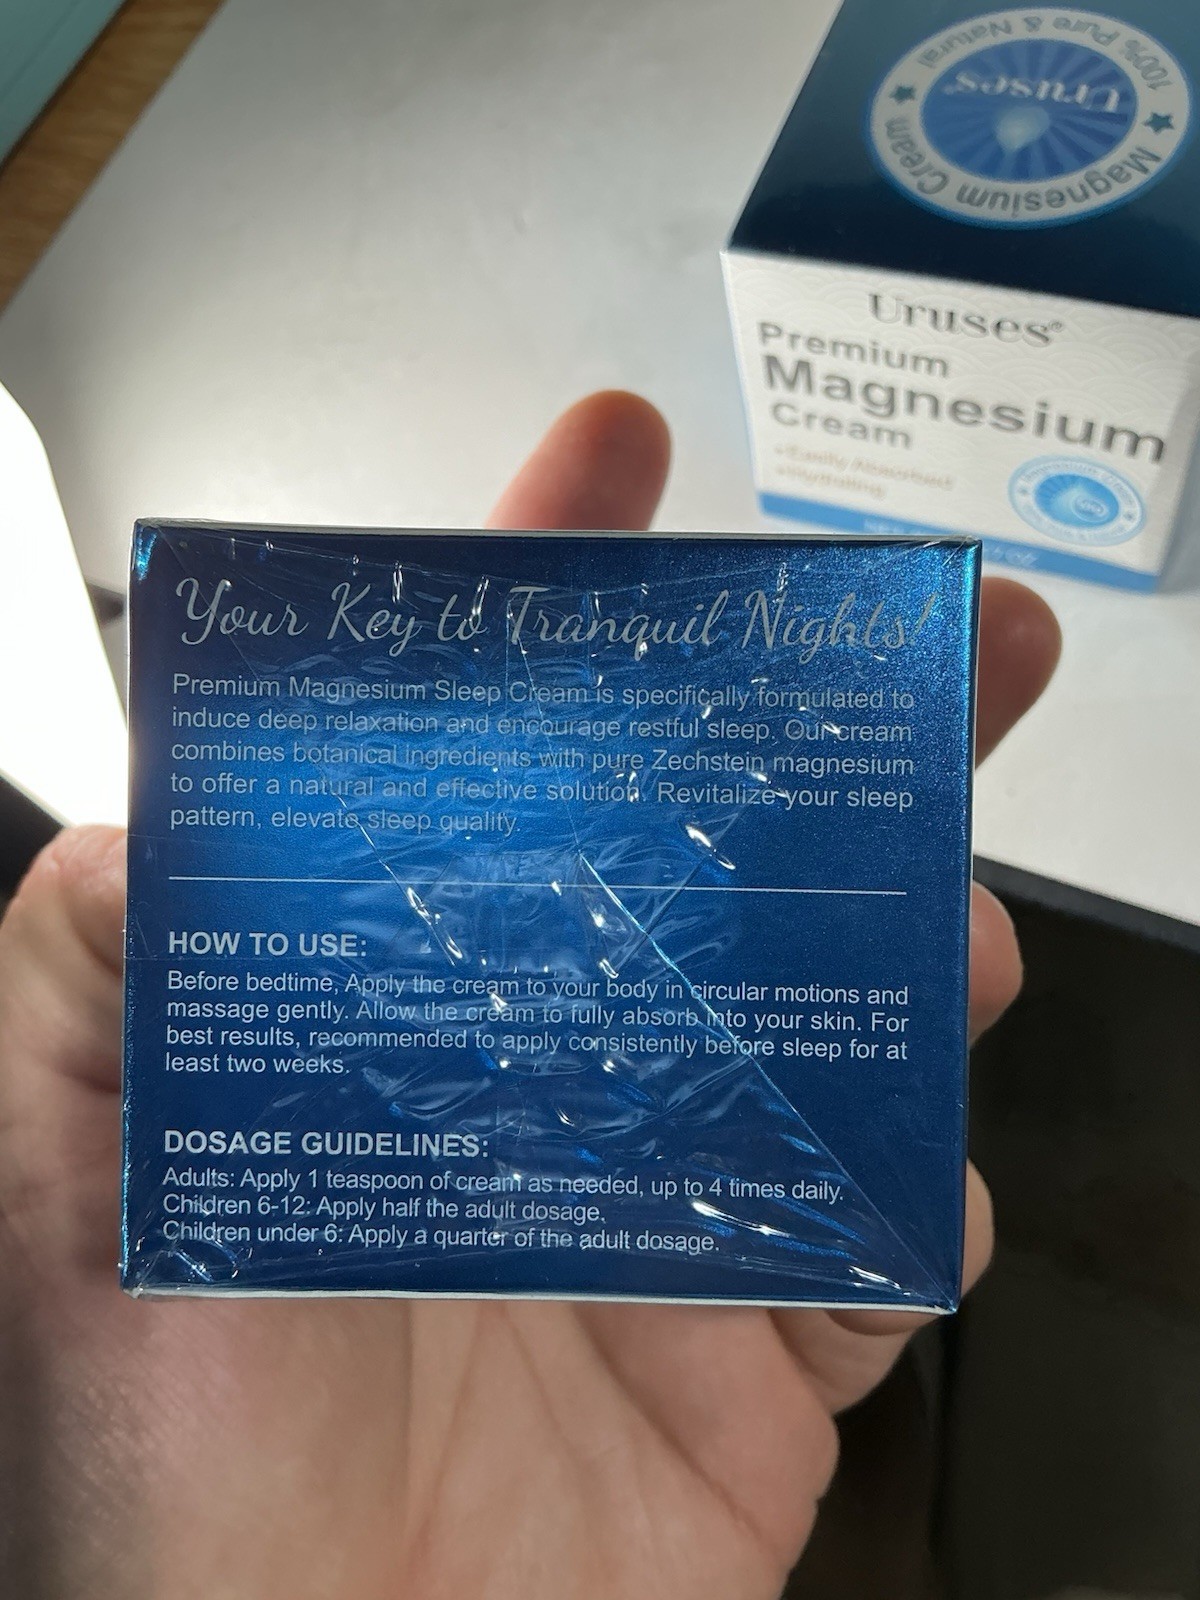 100% Pure & Natural
Uruses
Magnesium Cream
Uruses®
Premium
Magnesium
Cream
•Easily Absorbed
•Hydrating
Your Key to Tranquil Nights!
Premium Magnesium Sleep Cream is specifically formulated to
induce deep relaxation and encourage restful sleep. Our cream
combines botanical ingredients with pure Zechstein magnesium
to offer a natural and effective solution. Revitalize your sleep
pattern, elevate sleep quality.
HOW TO USE:
Before bedtime, Apply the cream to your body in circular motions and
massage gently. Allow the cream to fully absorb into your skin. For
best results, recommended to apply consistently before sleep for at
least two weeks.
DOSAGE GUIDELINES:
Adults: Apply 1 teaspoon of cream as needed, up to 4 times daily.
Children 6-12: Apply half the adult dosage.
Children under 6: Apply a quarter of the adult dosage.